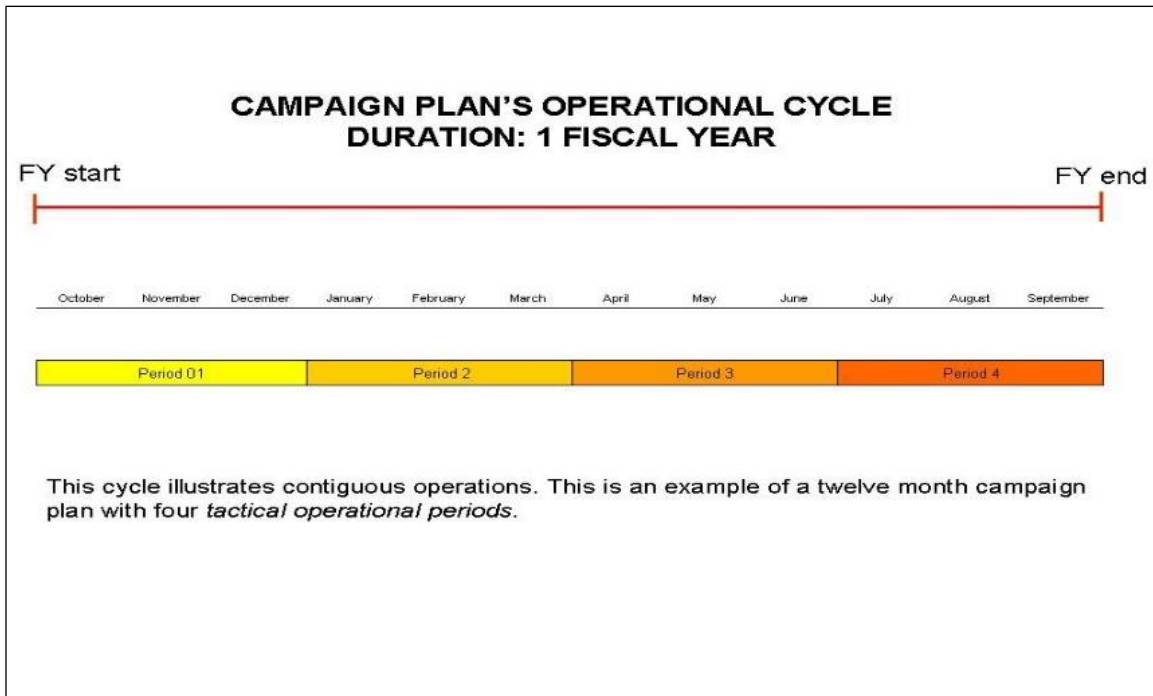 CAMPAIGN PLAN’S OPERATIONAL CYCLE
DURATION: 1 FISCAL YEAR
FY start
FY end
October November December January February March April May June July August September
Period 01 Period 2 Period 3 Period 4
This cycle illustrates contiguous operations. This is an example of a twelve month campaign
plan with four tactical operational periods.